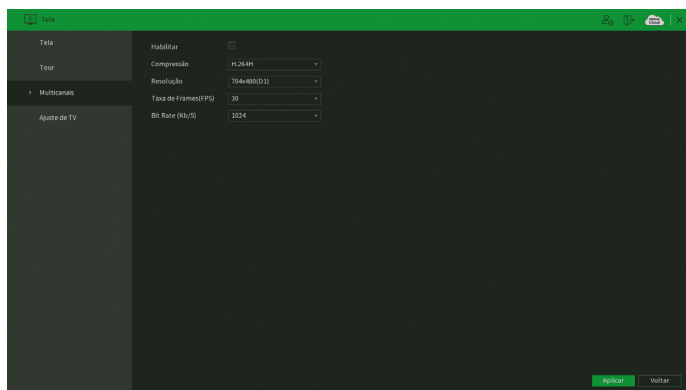 Tela
Tela
Tour
> Multicanais
Ajuste de TV
Habilitar
Compressão H.264H
Resolução 704x480(D1)
Taxa de Frames(FPS) 30
Bit Rate (Kb/S) 1024
Aplicar Voltar